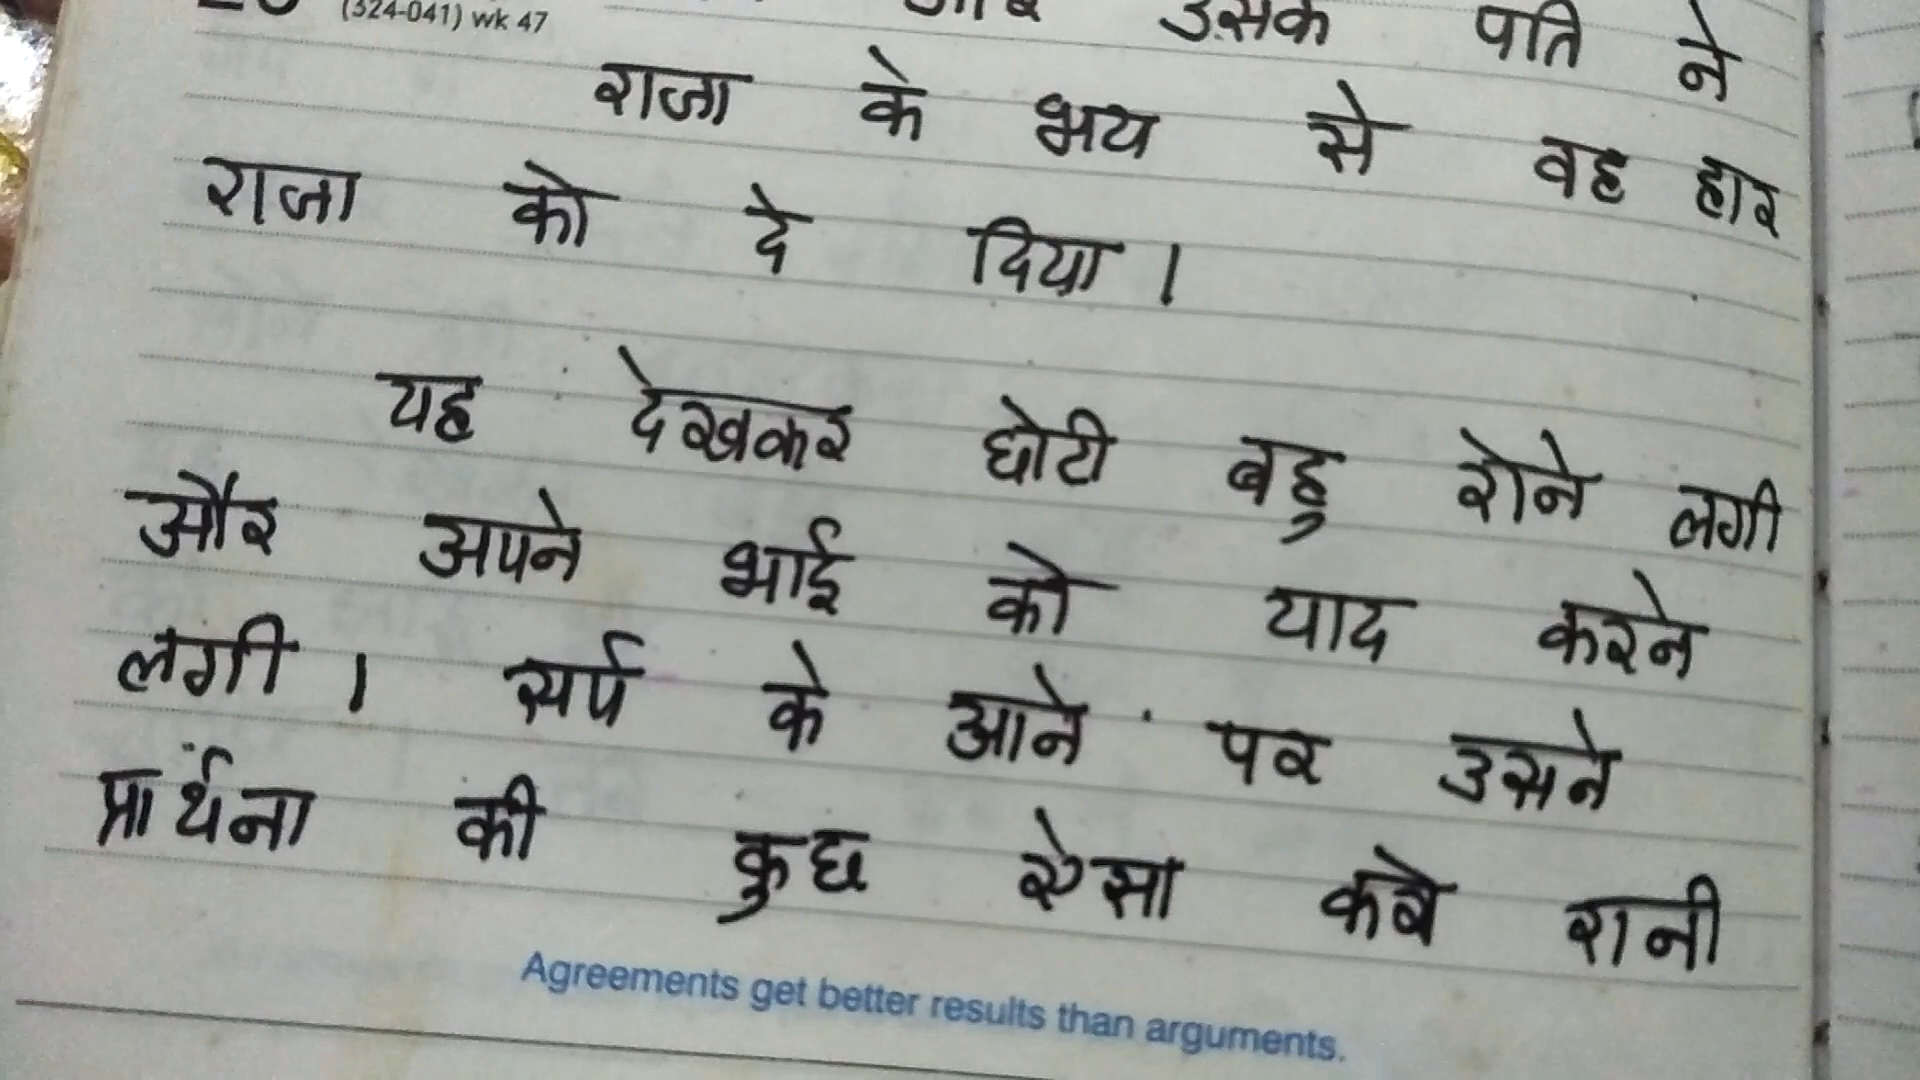 (324-041) wk 47
और उसके पति ने
राजा के भय से वह हार
राजा को दे दिया ।
यह देखकर छोटी बहु रोने लगी
और अपने भाई को याद करने
लगी । सर्प के आने पर उसने
प्रार्थना की कुछ ऐसा करे रानी
Agreements get better results than arguments.